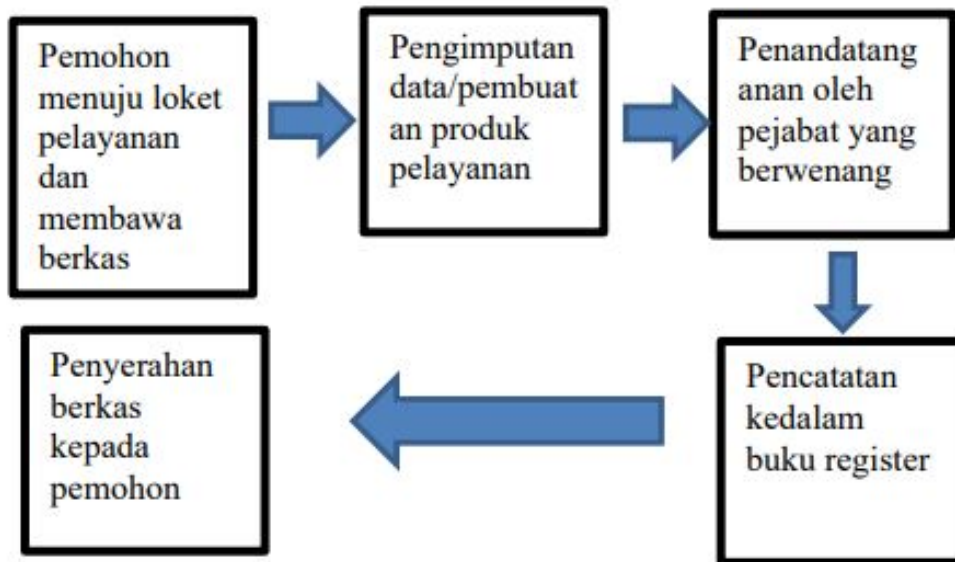 Pemohon
menuju loket
pelayanan
dan
membawa
berkas
Pengimputan
data/pembuat
an produk
pelayanan
Penandatang
anan oleh
pejabat yang
berwenang
Pencatatan
kedalam
buku register
Penyerahan
berkas
kepada
pemohon